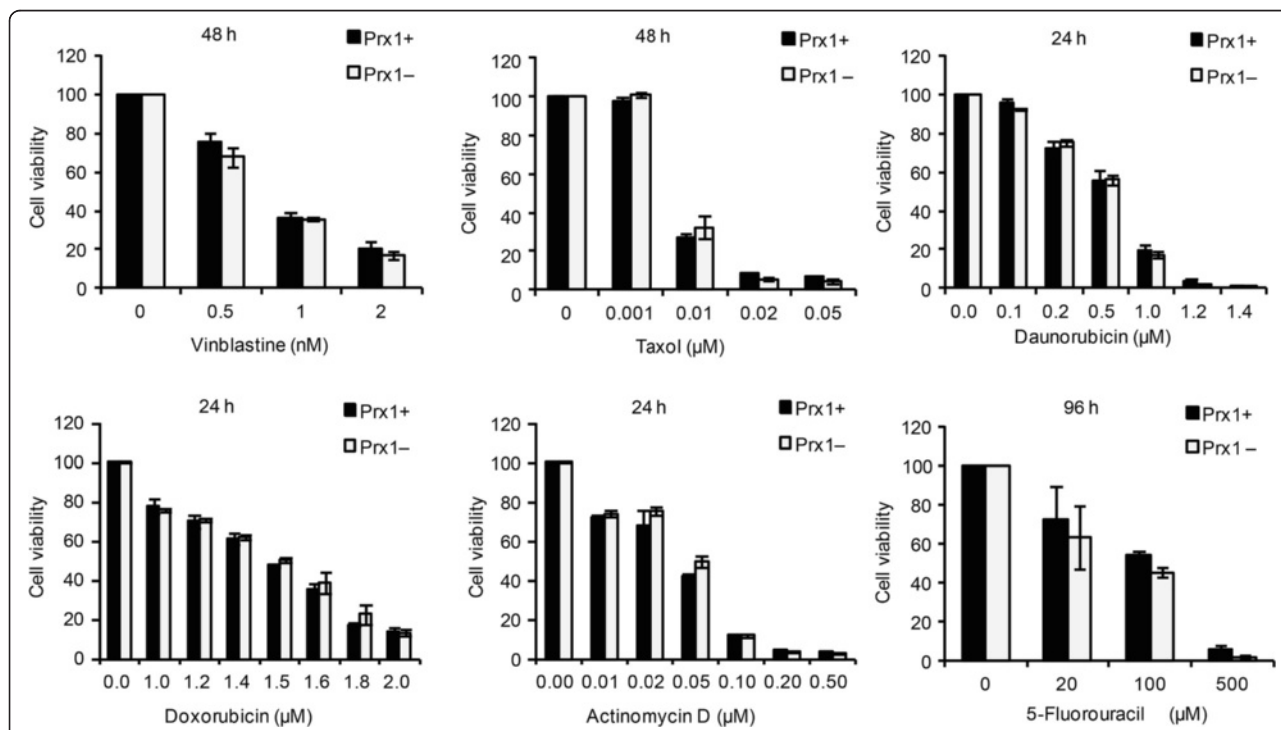 48 h
Prx1+
Prx1–
Cell viability
120
100
80
60
40
20
0
0 0.5 1 2
Vinblastine (nM)
48 h
Prx1+
Prx1 –
Cell viability
120
100
80
60
40
20
0
0 0.001 0.01 0.02 0.05
Taxol (µM)
24 h
Prx1+
Prx1–
Cell viability
120
100
80
60
40
20
0
0.0 0.1 0.2 0.5 1.0 1.2 1.4
Daunorubicin (µM)
24 h
Prx1+
Prx1–
Cell viability
120
100
80
60
40
20
0
0.0 1.0 1.2 1.4 1.5 1.6 1.8 2.0
Doxorubicin (µM)
24 h
Prx1+
Prx1–
Cell viability
120
100
80
60
40
20
0
0.00 0.01 0.02 0.05 0.10 0.20 0.50
Actinomycin D (µM)
96 h
Prx1+
Prx1 –
Cell viability
120
100
80
60
40
20
0
0 20 100 500
5-Fluorouracil (µM)